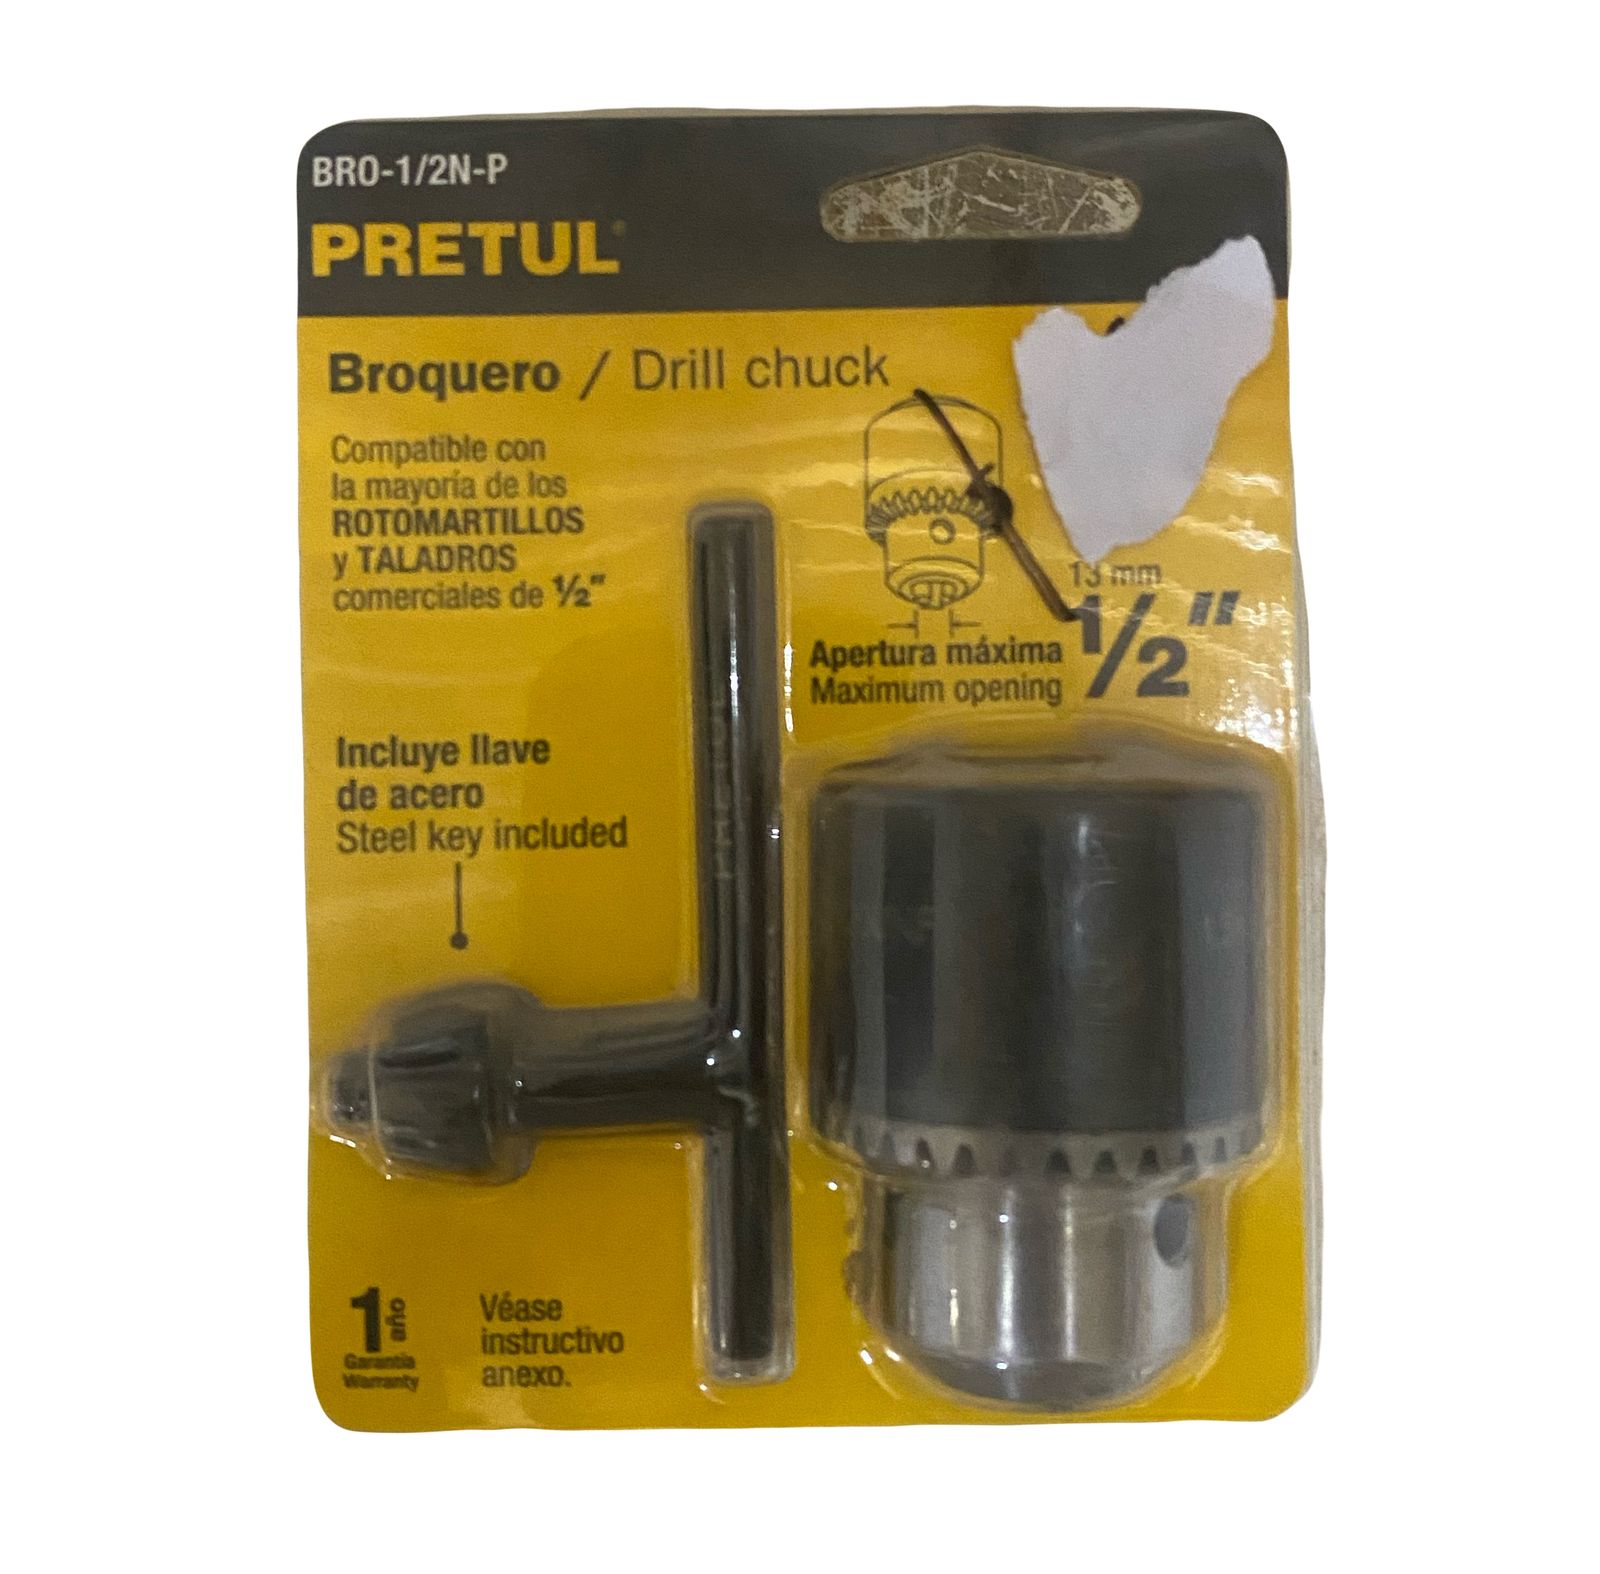 BRO-1/2N-P
PRETUL
Broquero / Drill chuck
Compatible con
la mayoría de los
ROTOMARTILLOS
y TALADROS
comerciales de ½"
13 mm
½"
Apertura máxima
Maximum opening
Incluye llave
de acero
Steel key included
PRETUL
1 año
Garantía
Warranty
Véase
instructivo
anexo.